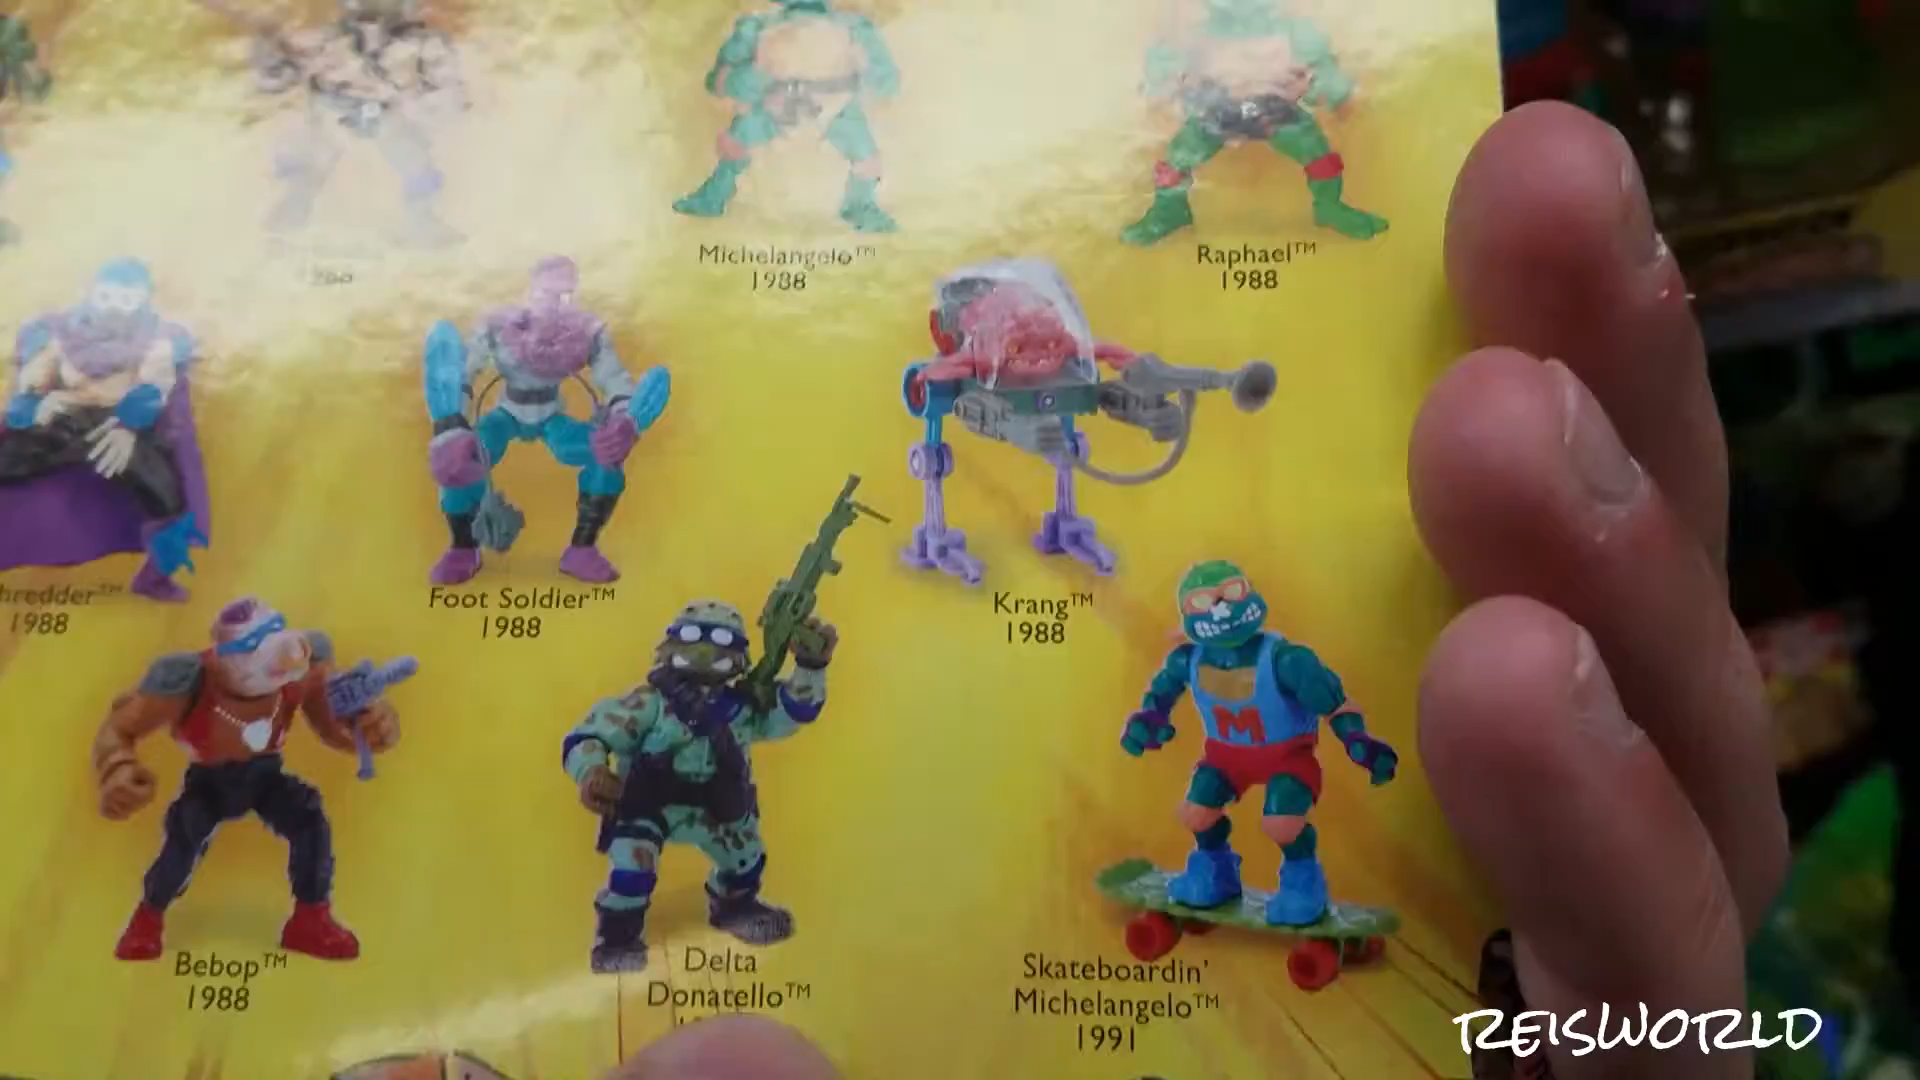 Michelangelo™
1988
Raphael™
1988
hredder™
1988
Foot Soldier™
1988
Krang™
1988
M
Bebop™
1988
Delta
Donatello™
Skateboardin'
Michelangelo™
1991
REISWORLD